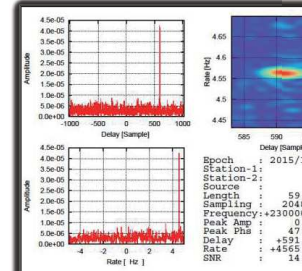 4.5e-05
4.0e-05
3.5e-05
3.0e-05
2.5e-05
2.0e-05
1.5e-05
1.0e-05
5.0e-06
0.0e+00
Amplitude
-1000 -500 0 500 1000
Delay [Sample]
4.65
4.6
4.55
4.5
4.45
Rate [Hz]
585 590
Delay [Sampl
4.5e-05
4.0e-05
3.5e-05
3.0e-05
2.5e-05
2.0e-05
1.5e-05
1.0e-05
5.0e-06
0.0e+00
Amplitude
-4 -2 0 2 4
Rate [ Hz ]
Epoch : 2015/
Station-1:
Station-2:
Source :
Length : 59
Sampling : 204
Frequency:+23000
Peak Amp : 0
Peak Phs : 47
Delay : +591
Rate : +4565
SNR : 14